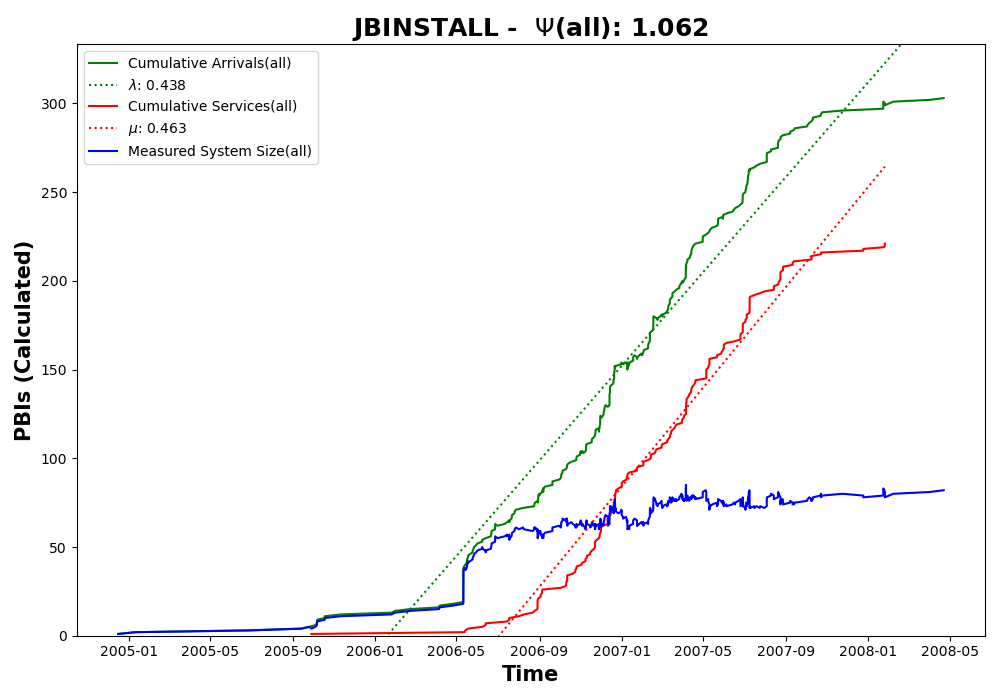 JBINSTALL - Ψ(all): 1.062
Cumulative Arrivals(all)
λ: 0.438
Cumulative Services(all)
μ: 0.463
Measured System Size(all)
PBIs (Calculated)
300
250
200
150
100
50
0
2005-01 2005-05 2005-09 2006-01 2006-05 2006-09 2007-01 2007-05 2007-09 2008-01 2008-05
Time